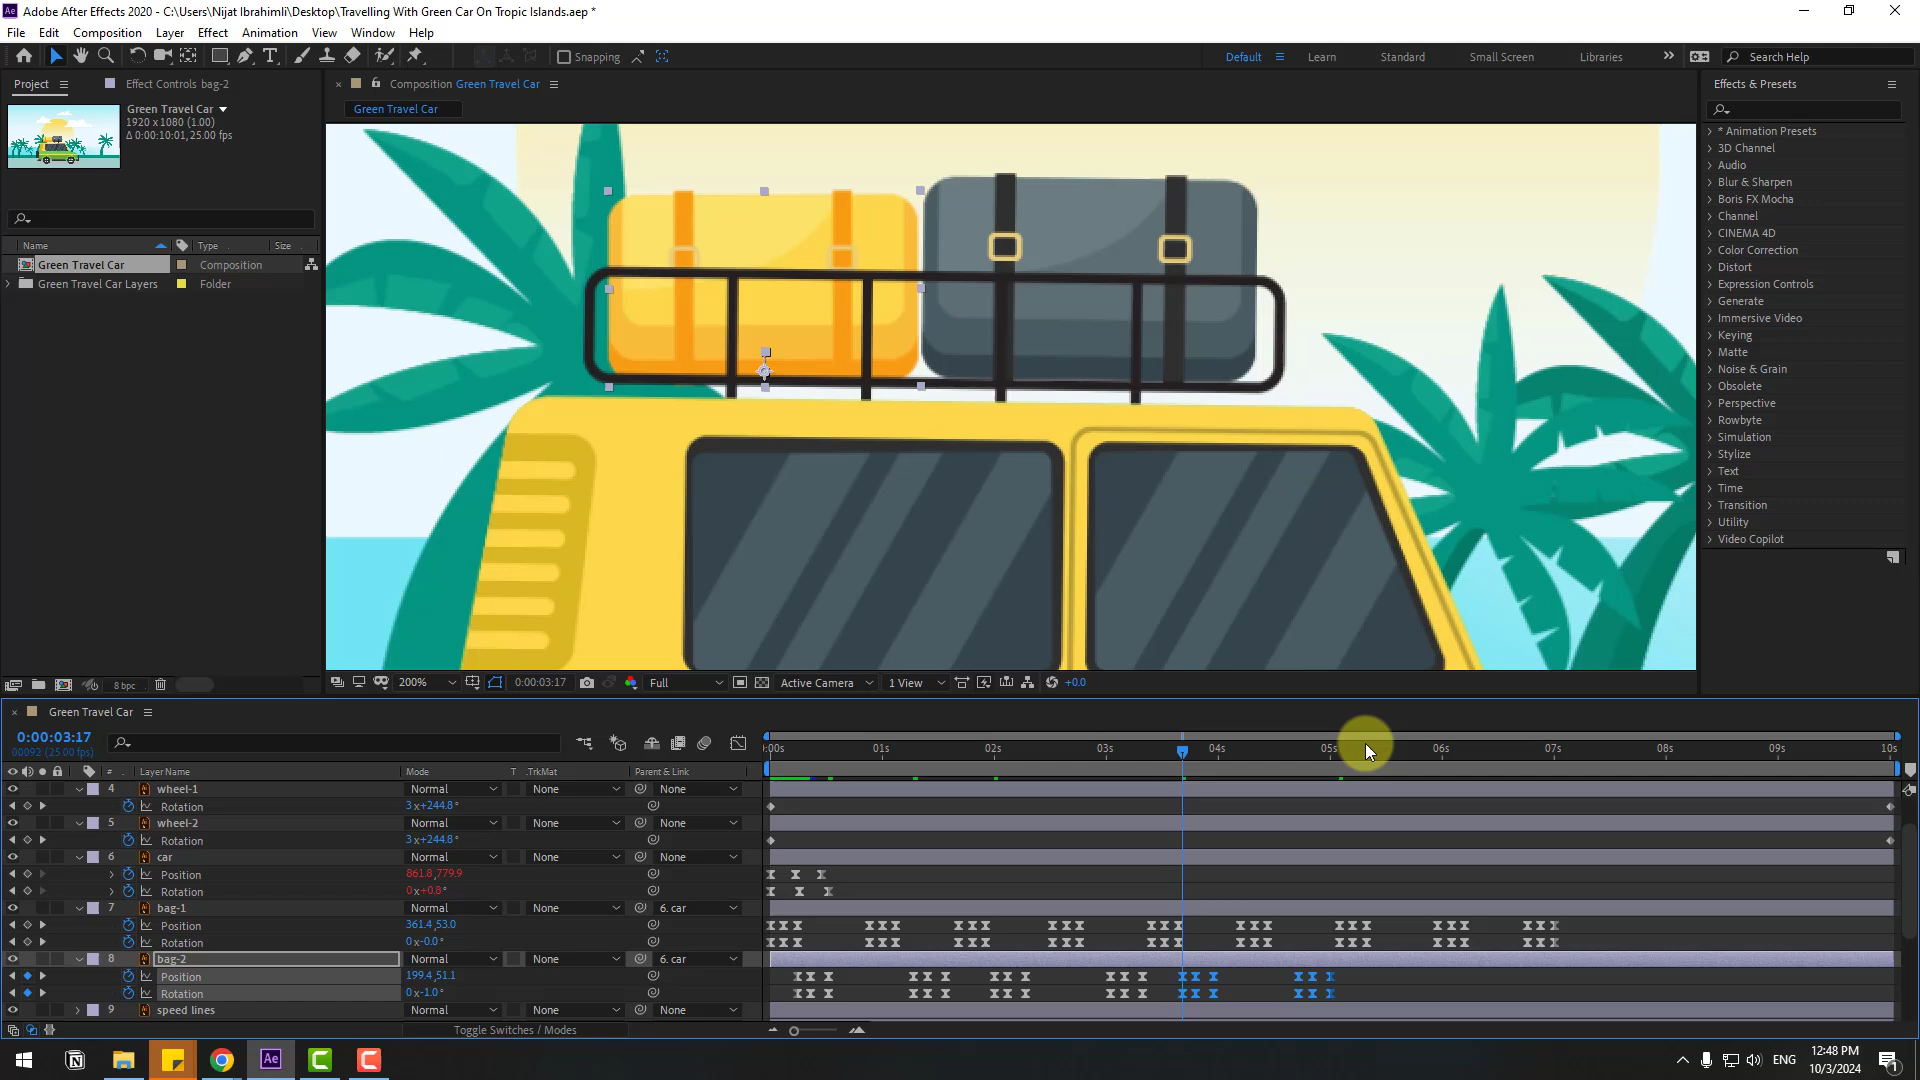 Adobe After Effects 2020 - C:\Users\Nijat Ibrahimli\Desktop\Travelling With Green Car On Tropic Islands.aep *
File Edit Composition Layer Effect Animation View Window Help
Snapping Default Learn Standard Small Screen Libraries Search Help
Project Effect Controls bag-2 Composition Green Travel Car Effects & Presets
Green Travel Car
1920 x 1080 (1.00)
Δ 0:00:10:01, 25.00 fps
Green Travel Car
Name Type Size
Green Travel Car Composition
Green Travel Car Layers Folder
* Animation Presets
3D Channel
Audio
Blur & Sharpen
Boris FX Mocha
Channel
CINEMA 4D
Color Correction
Distort
Expression Controls
Generate
Immersive Video
Keying
Matte
Noise & Grain
Obsolete
Perspective
Rowbyte
Simulation
Stylize
Text
Time
Transition
Utility
Video Copilot
8 bpc 200% 0:00:03:17 Full Active Camera 1 View +0.0
Green Travel Car
0:00:03:17
00092 (25.00 fps)
):00s 01s 02s 03s 04s 05s 06s 07s 08s 09s 10s
# Layer Name Mode T .TrkMat Parent & Link
4 wheel-1 Normal None None
Rotation 3 x+244.8°
5 wheel-2 Normal None None
Rotation 3 x+244.8°
6 car Normal None None
Position 861.8,779.9
Rotation 0 x+0.8°
7 bag-1 Normal None 6. car
Position 361.4,53.0
Rotation 0 x-0.0°
8 bag-2 Normal None 6. car
Position 199.4,51.1
Rotation 0 x-1.0°
9 speed lines Normal None None
Toggle Switches / Modes
Ae ENG 12:48 PM
10/3/2024 1